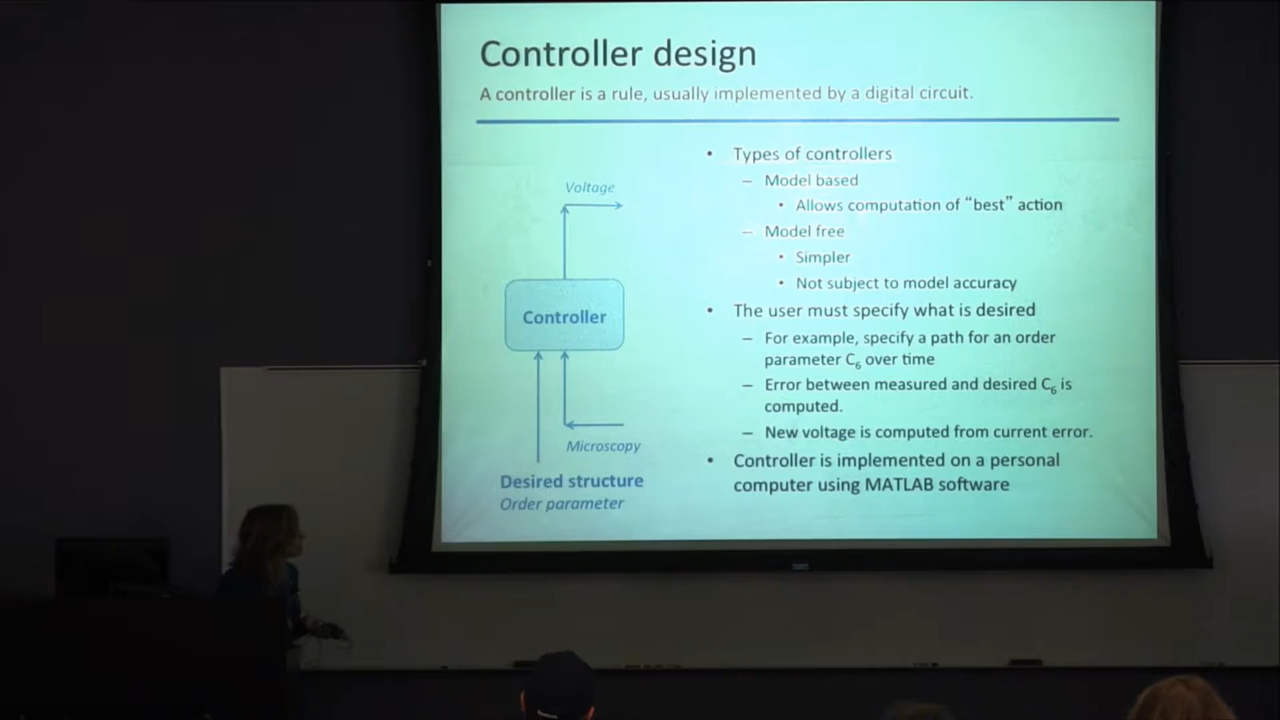 Controller design
A controller is a rule, usually implemented by a digital circuit.
Voltage
Controller
Microscopy
Desired structure
Order parameter
• Types of controllers
– Model based
• Allows computation of “best” action
– Model free
• Simpler
• Not subject to model accuracy
• The user must specify what is desired
– For example, specify a path for an order
parameter C6 over time
– Error between measured and desired C6 is
computed.
– New voltage is computed from current error.
• Controller is implemented on a personal
computer using MATLAB software